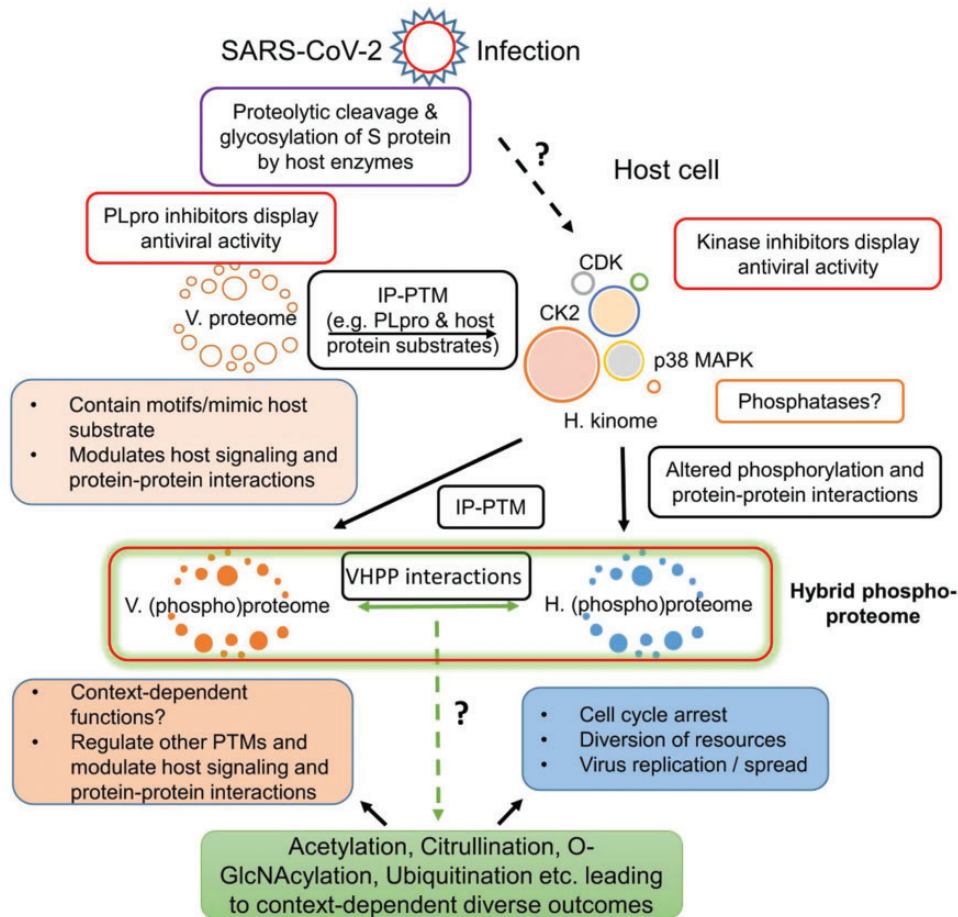 SARS-CoV-2 Infection
Proteolytic cleavage &
glycosylation of S protein
by host enzymes
?
Host cell
PLpro inhibitors display
antiviral activity
Kinase inhibitors display
antiviral activity
V. proteome
IP-PTM
(e.g. PLpro & host
protein substrates)
CDK
CK2
p38 MAPK
H. kinome
Phosphatases?
• Contain motifs/mimic host
substrate
• Modulates host signaling and
protein-protein interactions
Altered phosphorylation and
protein-protein interactions
IP-PTM
V. (phospho)proteome
VHPP interactions
H. (phospho)proteome
Hybrid phospho-
proteome
• Context-dependent
functions?
• Regulate other PTMs and
modulate host signaling and
protein-protein interactions
?
• Cell cycle arrest
• Diversion of resources
• Virus replication / spread
Acetylation, Citrullination, O-
GlcNAcylation, Ubiquitination etc. leading
to context-dependent diverse outcomes